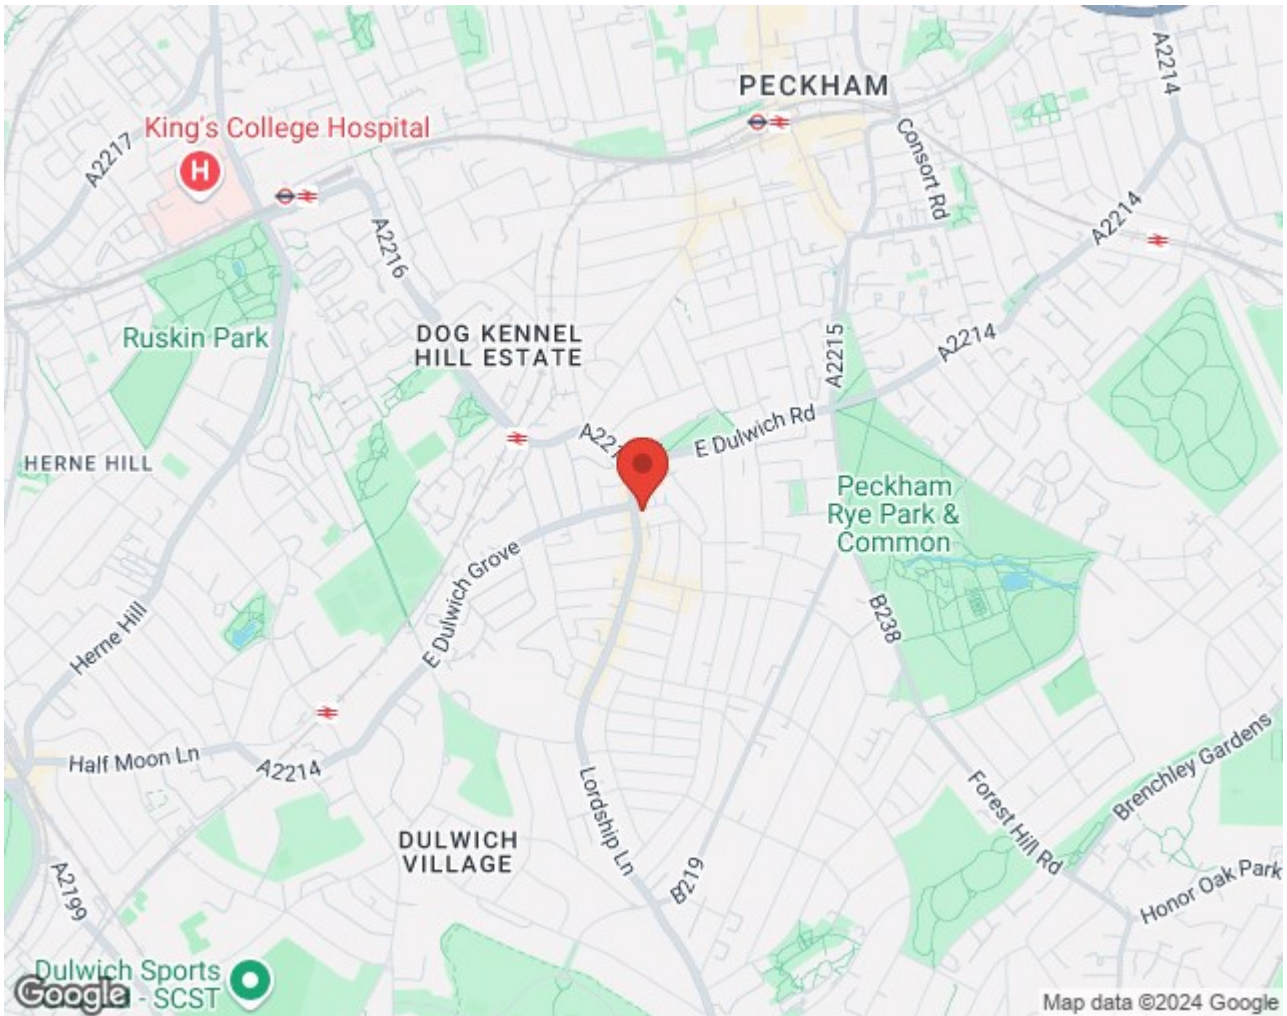 A2214
PECKHAM
King's College Hospital
H
A2217
Consort Rd
A2214
A2216
Ruskin Park
DOG KENNEL
HILL ESTATE
A2215
A2214
E Dulwich Rd
HERNE HILL
Peckham
Rye Park &
Common
E Dulwich Grove
B238
Herne Hill
Half Moon Ln
A2214
Lordship Ln
Brenchley Gardens
Forest Hill Rd
DULWICH
VILLAGE
B219
A2199
Honor Oak Park
Dulwich Sports
- SCST
Google
Map data ©2024 Google